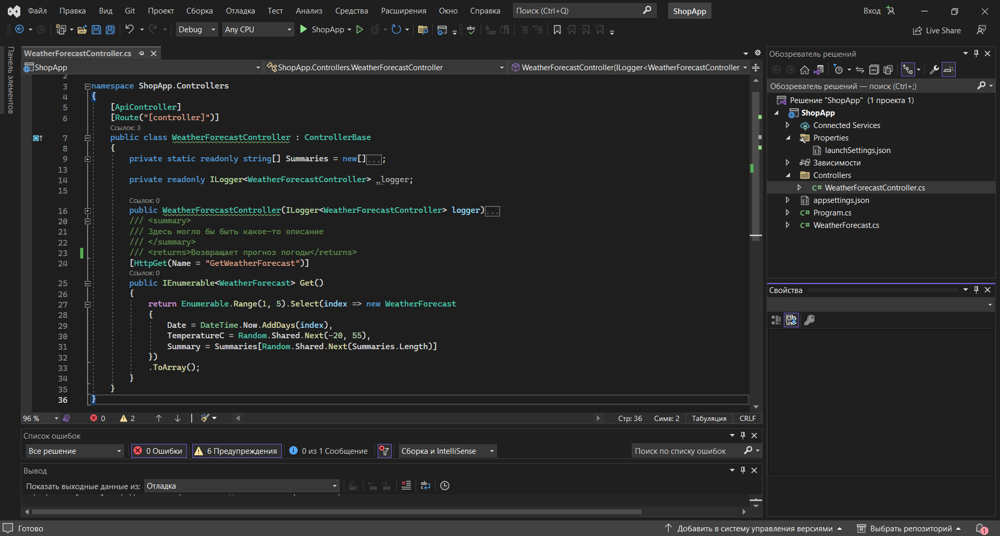 Файл Правка Вид Git Проект Сборка Отладка Тест Анализ Средства Расширения Окно Справка Поиск (Ctrl+Q) ShopApp Вход
Debug Any CPU ShopApp Live Share
Панель элементов
WeatherForecastController.cs
ShopApp ShopApp.Controllers.WeatherForecastController WeatherForecastController(ILogger<WeatherForecastController
2
3 namespace ShopApp.Controllers
4 {
5 [ApiController]
6 [Route("[controller]")]
Ссылок: 3
7 public class WeatherForecastController : ControllerBase
8 {
9 private static readonly string[] Summaries = new[]...;
13
14 private readonly ILogger<WeatherForecastController> _logger;
15
Ссылок: 0
16 public WeatherForecastController(ILogger<WeatherForecastController> logger)...
20 /// <summary>
21 /// Здесь могло бы быть какое-то описание
22 /// </summary>
23 /// <returns>Возвращает прогноз погоды</returns>
24 [HttpGet(Name = "GetWeatherForecast")]
Ссылок: 0
25 public IEnumerable<WeatherForecast> Get()
26 {
27 return Enumerable.Range(1, 5).Select(index => new WeatherForecast
28 {
29 Date = DateTime.Now.AddDays(index),
30 TemperatureC = Random.Shared.Next(-20, 55),
31 Summary = Summaries[Random.Shared.Next(Summaries.Length)]
32 })
33 .ToArray();
34 }
35 }
36 }
96 % 0 2 Стр: 36 Симв: 2 Табуляция CRLF
Список ошибок
Все решение 0 Ошибки 6 Предупреждения 0 из 1 Сообщение Сборка и IntelliSense Поиск по списку ошибок
Вывод
Показать выходные данные из: Отладка
Обозреватель решений
Обозреватель решений — поиск (Ctrl+;)
Решение "ShopApp" (1 проекта 1)
ShopApp
Connected Services
Properties
launchSettings.json
Зависимости
Controllers
C# WeatherForecastController.cs
appsettings.json
C# Program.cs
C# WeatherForecast.cs
Свойства
Готово Добавить в систему управления версиями Выбрать репозиторий 1